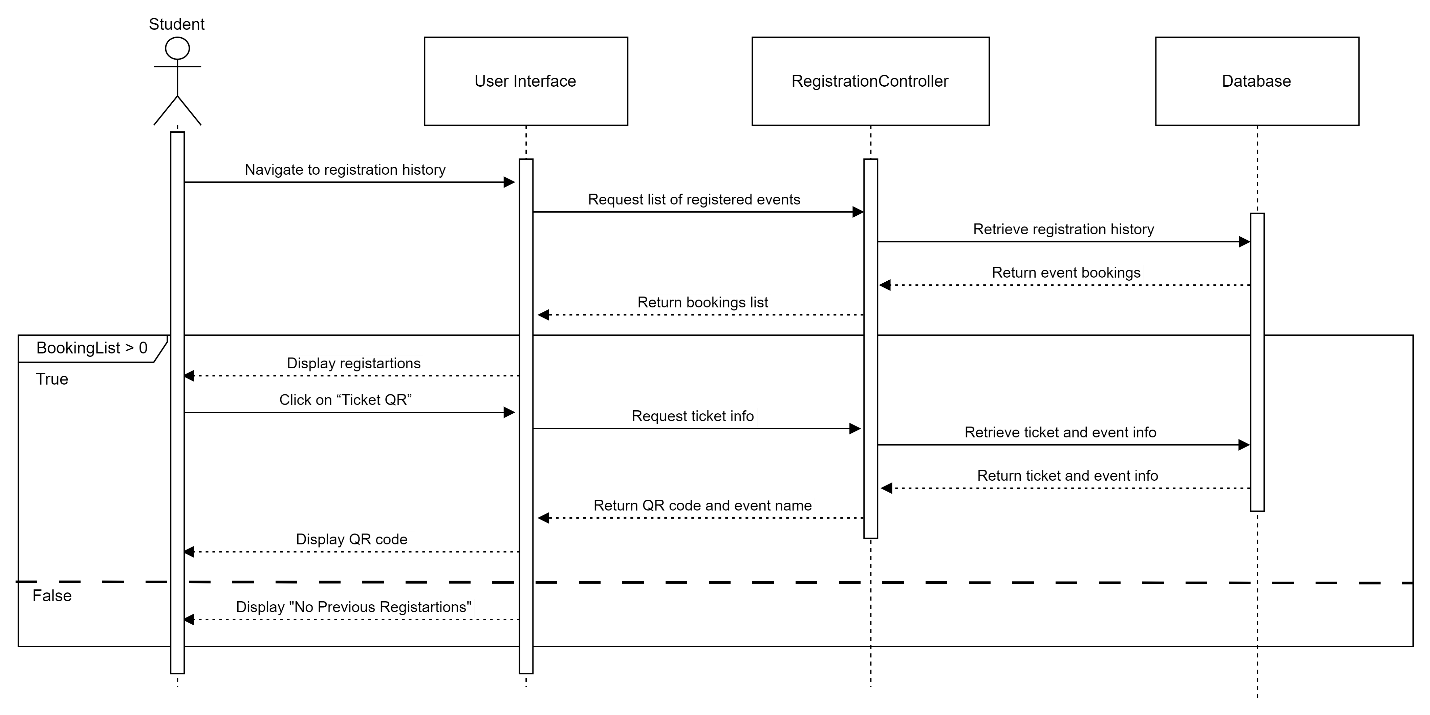 Student
User Interface
RegistrationController
Database
Navigate to registration history
Request list of registered events
Retrieve registration history
Return event bookings
Return bookings list
BookingList > 0
True
Display registartions
Click on “Ticket QR”
Request ticket info
Retrieve ticket and event info
Return ticket and event info
Return QR code and event name
Display QR code
False
Display "No Previous Registartions"